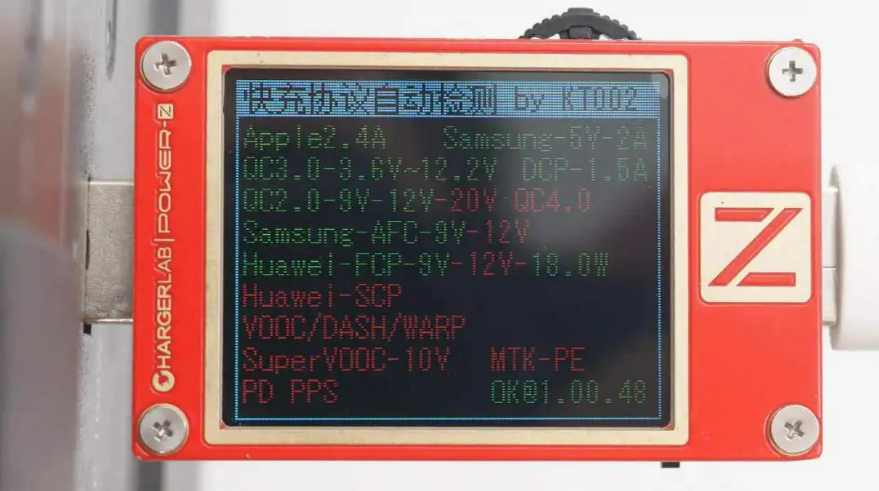 快充协议自动检测 by KT002
Apple2.4A Samsung-5V-2A
QC3.0-3.6V~12.2V DCP-1.5A
QC2.0-9V-12V-20V QC4.0
Samsung-AFC-9V-12V
Huawei-FCP-9V-12V-18.0W
Huawei-SCP
VOOC/DASH/WARP
SuperVOOC-10V MTK-PE
PD PPS OK@1.00.48
CHARGERLAB | POWER-Z
Z